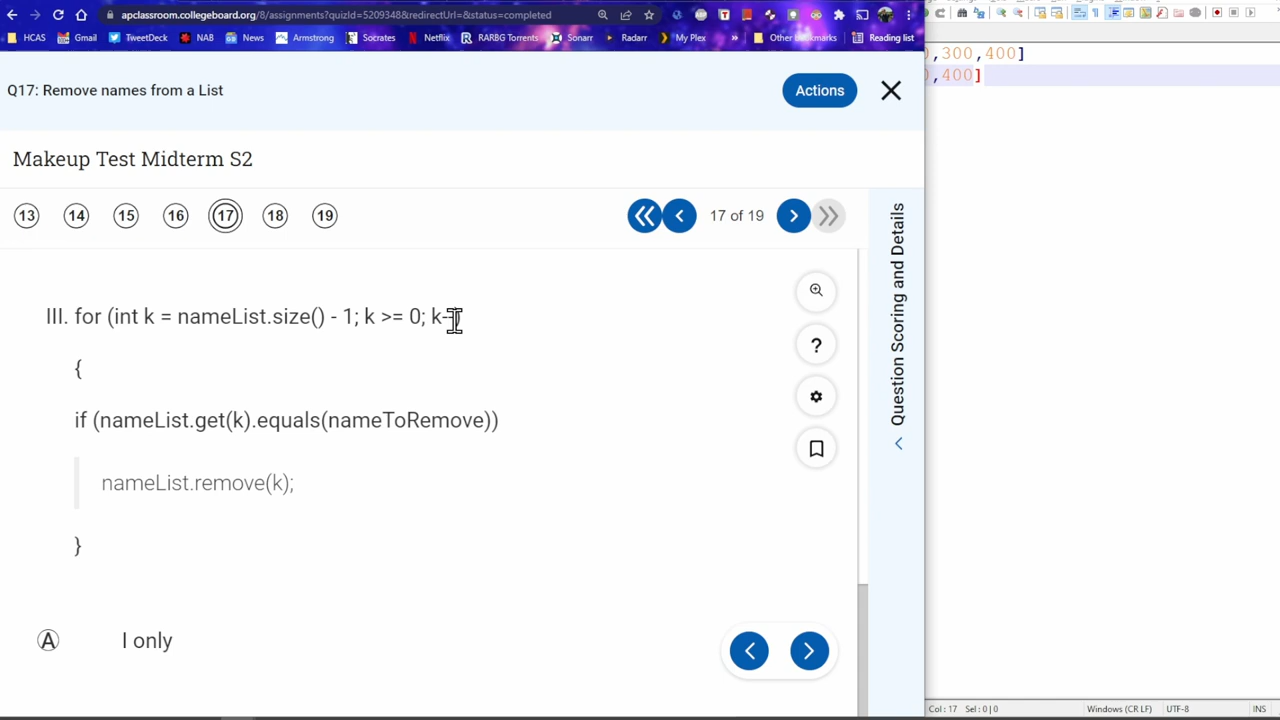 apclassroom.collegeboard.org/8/assignments?quizId=5209348&redirectUrl=&status=completed
HCAS Gmail TweetDeck NAB News Armstrong Socrates Netflix RARBG Torrents Sonarr Radarr My Plex » Other bookmarks Reading list
Q17: Remove names from a List
Actions
Makeup Test Midterm S2
13 14 15 16 17 18 19
17 of 19
III. for (int k = nameList.size() - 1; k >= 0; k-
{
if (nameList.get(k).equals(nameToRemove))
nameList.remove(k);
}
A I only
?
< Question Scoring and Details
,300,400]
,400]
Col : 17 Sel : 0 | 0 Windows (CR LF) UTF-8 INS